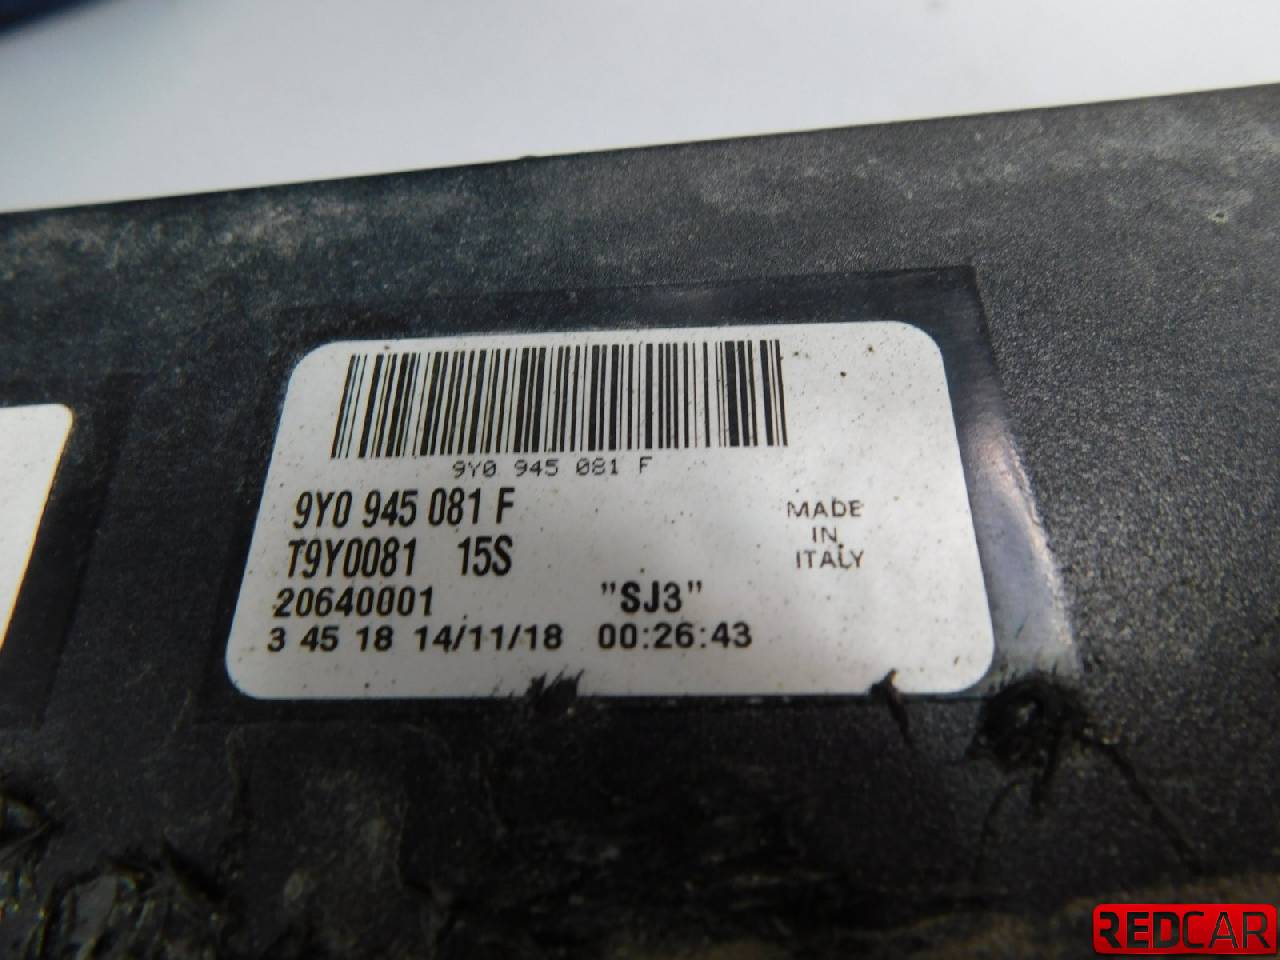 9Y0 945 081 F
9Y0 945 081 F
T9Y0081 15S
MADE
IN
ITALY
20640001 "SJ3"
3 45 18 14/11/18 00:26:43
REDCAR